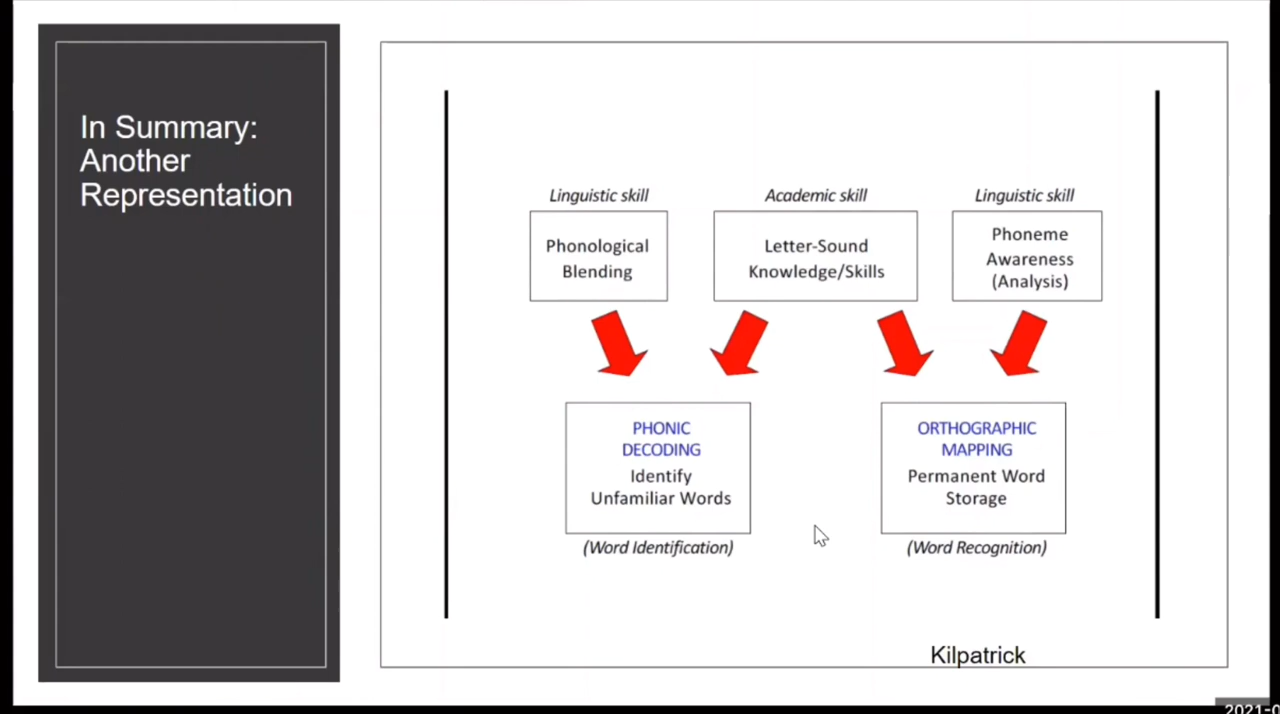 In Summary:
Another
Representation
Linguistic skill
Phonological
Blending
Academic skill
Letter-Sound
Knowledge/Skills
Linguistic skill
Phoneme
Awareness
(Analysis)
PHONIC
DECODING
Identify
Unfamiliar Words
(Word Identification)
ORTHOGRAPHIC
MAPPING
Permanent Word
Storage
(Word Recognition)
Kilpatrick